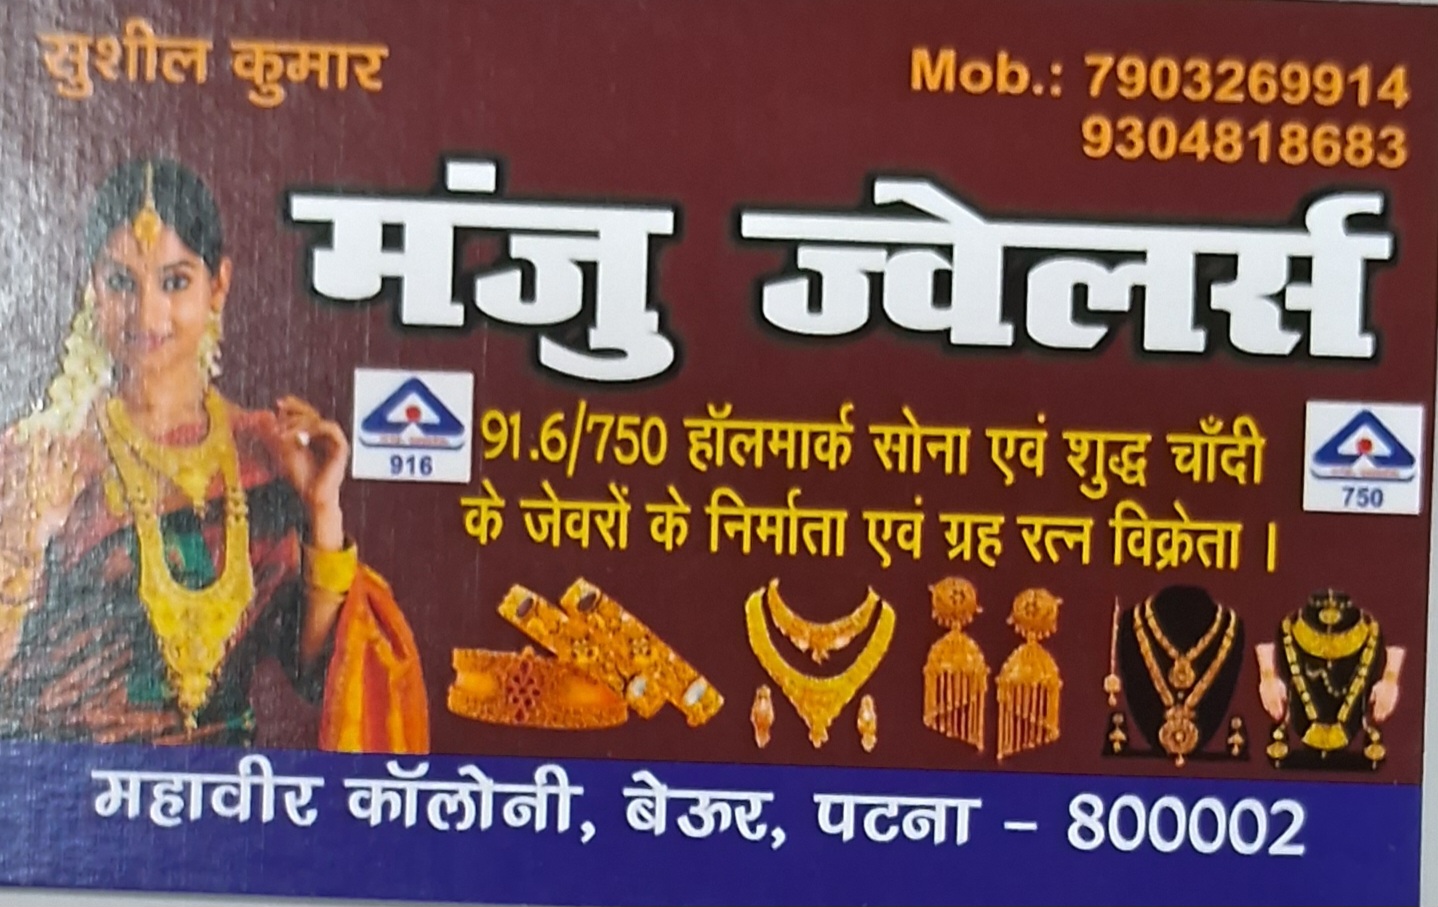 सुशील कुमार
Mob.: 7903269914
9304818683
मंजु ज्वेलर्स
916
91.6/750 हॉलमार्क सोना एवं शुद्ध चाँदी
750
के जेवरों के निर्माता एवं ग्रह रत्न विक्रेता ।
महावीर कॉलोनी, बेऊर, पटना - 800002